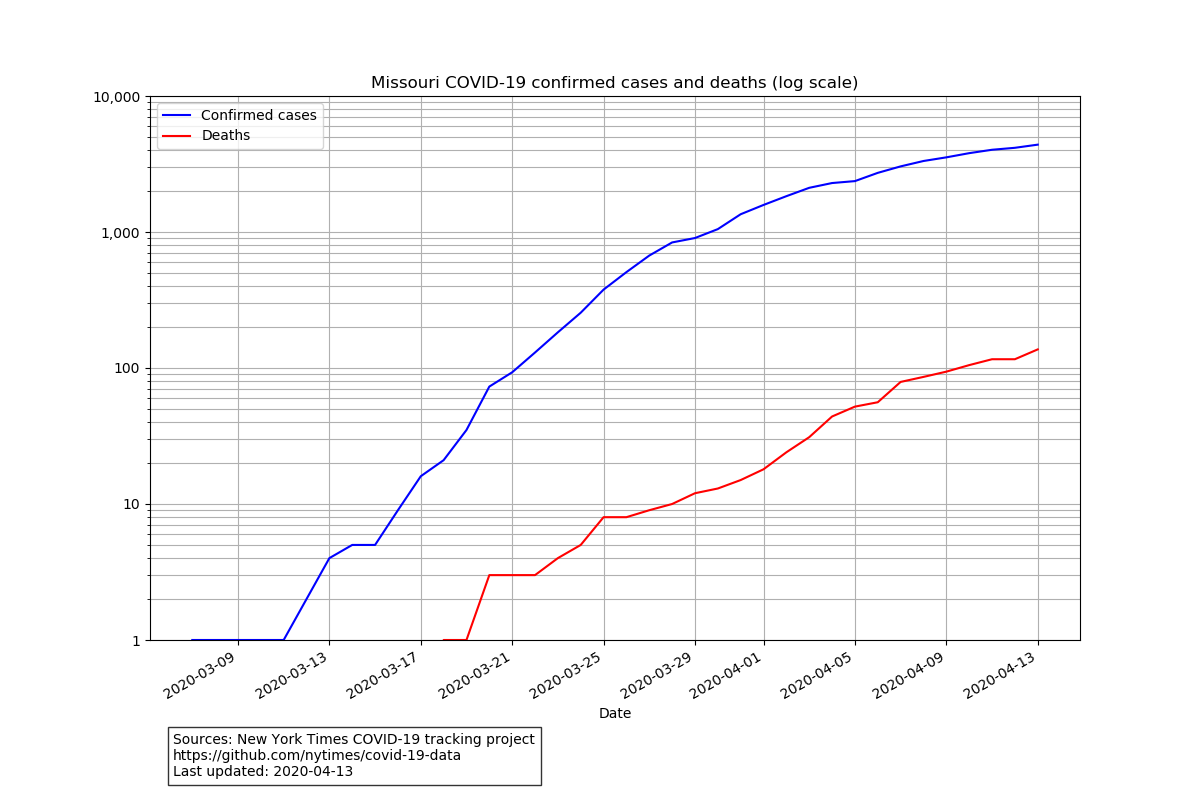 Missouri COVID-19 confirmed cases and deaths (log scale)
10,000
1,000
100
10
1
Confirmed cases
Deaths
2020-03-09
2020-03-13
2020-03-17
2020-03-21
2020-03-25
2020-03-29
2020-04-01
2020-04-05
2020-04-09
2020-04-13
Date
Sources: New York Times COVID-19 tracking project
https://github.com/nytimes/covid-19-data
Last updated: 2020-04-13